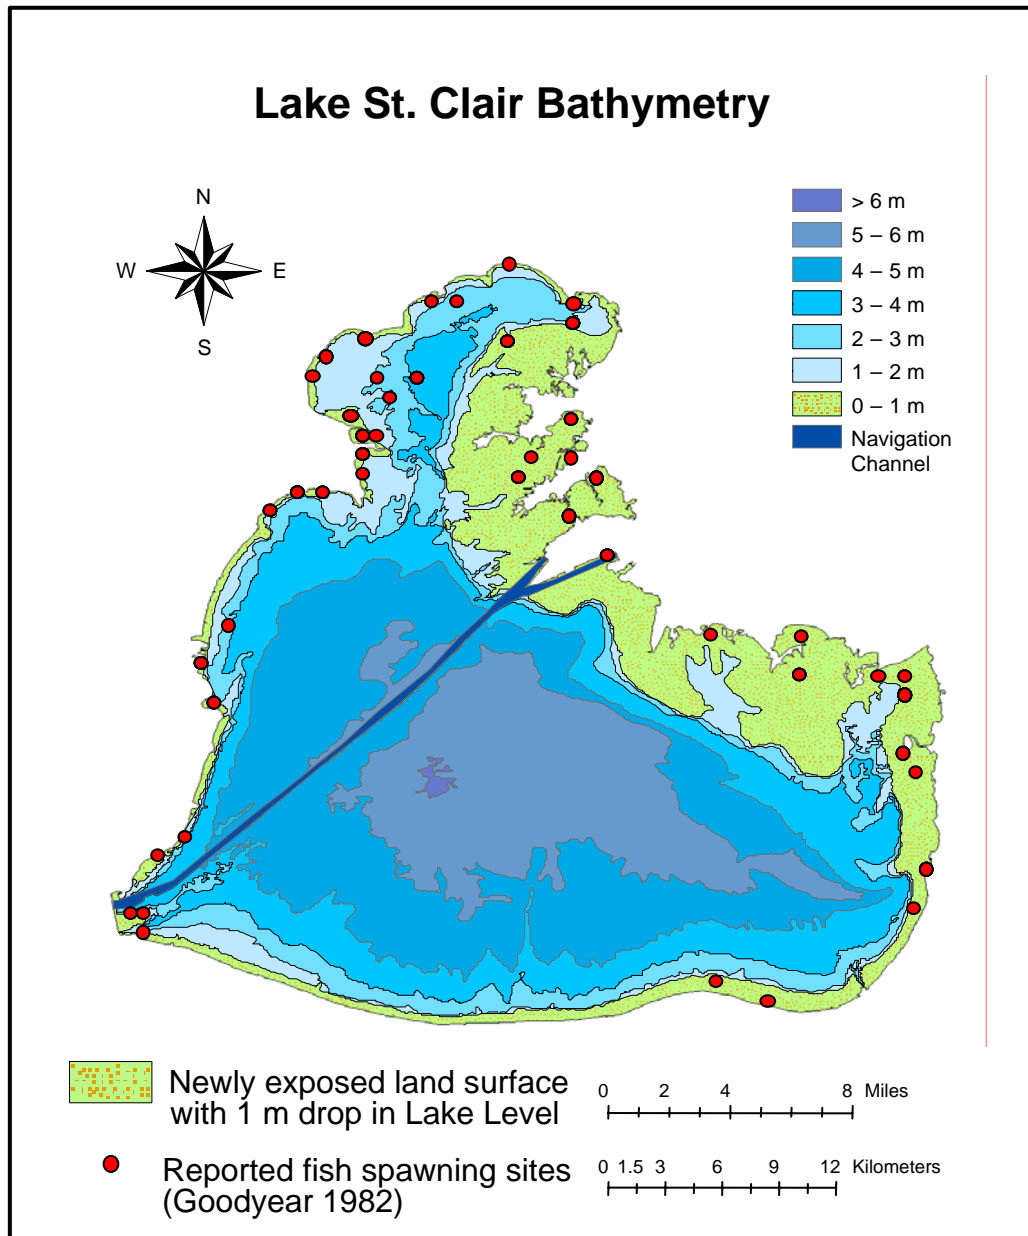 Lake St. Clair Bathymetry
N
W
E
S
> 6 m
5 – 6 m
4 – 5 m
3 – 4 m
2 – 3 m
1 – 2 m
0 – 1 m
Navigation
Channel
Newly exposed land surface
with 1 m drop in Lake Level
0 2 4 8 Miles
Reported fish spawning sites
(Goodyear 1982)
0 1.5 3 6 9 12 Kilometers